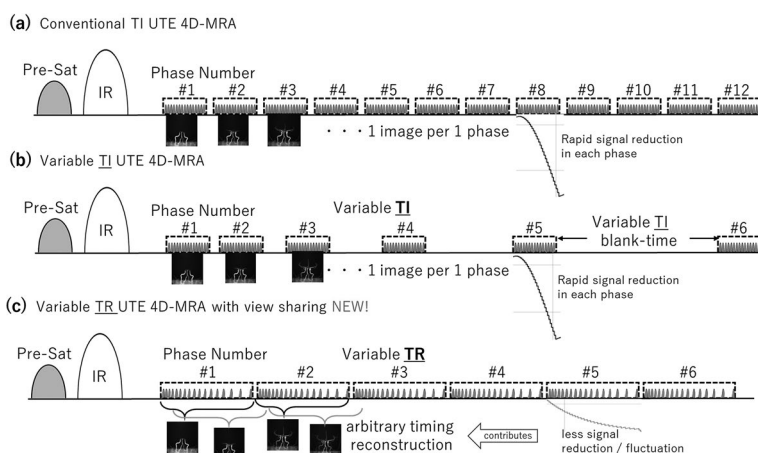 (a) Conventional TI UTE 4D-MRA
Pre-Sat
IR
Phase Number
#1 #2 #3 #4 #5 #6 #7 #8 #9 #10 #11 #12
・・・1 image per 1 phase
Rapid signal reduction
in each phase
(b) Variable TI UTE 4D-MRA
Pre-Sat
IR
Phase Number
Variable TI
#1 #2 #3 #4 #5 #6
Variable TI
blank-time
・・・1 image per 1 phase
Rapid signal reduction
in each phase
(c) Variable TR UTE 4D-MRA with view sharing NEW!
Pre-Sat
IR
Phase Number
Variable TR
#1 #2 #3 #4 #5 #6
arbitrary timing
reconstruction
contributes
less signal
reduction / fluctuation